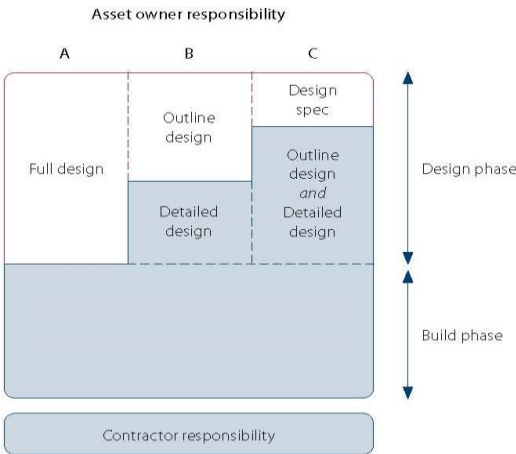 Asset owner responsibility
A B C
Full design
Outline
design
Detailed
design
Design
spec
Outline
design
and
Detailed
design
Design phase
Build phase
Contractor responsibility